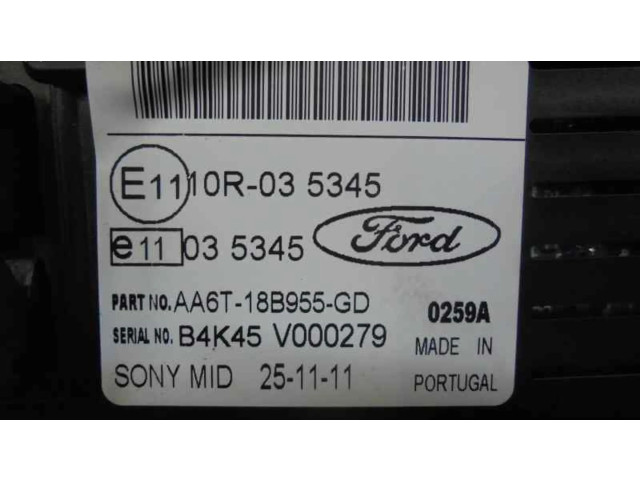 E11 10R-03 5345
e11 03 5345 Ford
PART NO. AA6T-18B955-GD 0259A
SERIAL NO. B4K45 V000279 MADE IN
SONY MID 25-11-11 PORTUGAL